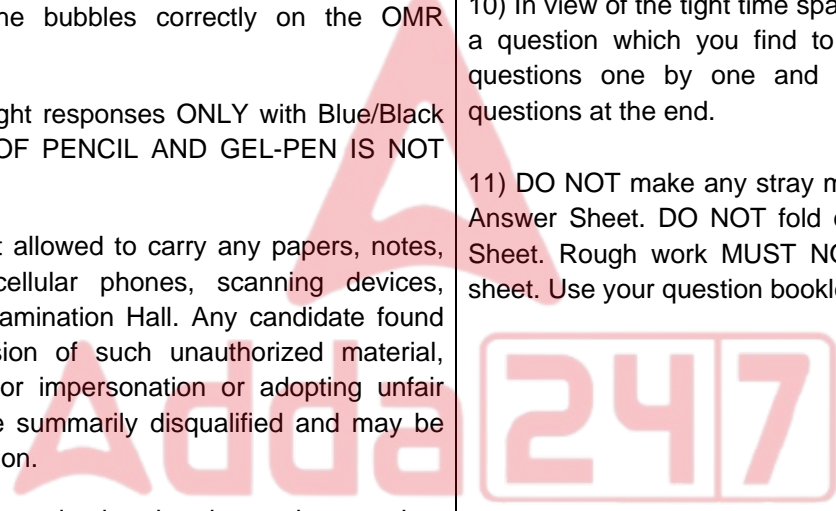 he bubbles correctly on the OMR
ght responses ONLY with Blue/Black
OF PENCIL AND GEL-PEN IS NOT
allowed to carry any papers, notes,
cellular phones, scanning devices,
amination Hall. Any candidate found
sion of such unauthorized material,
or impersonation or adopting unfair
e summarily disqualified and may be
on.
10) In view of the tight time spa
a question which you find to
questions one by one and
questions at the end.
11) DO NOT make any stray m
Answer Sheet. DO NOT fold
Sheet. Rough work MUST NO
sheet. Use your question bookle
Adda 247